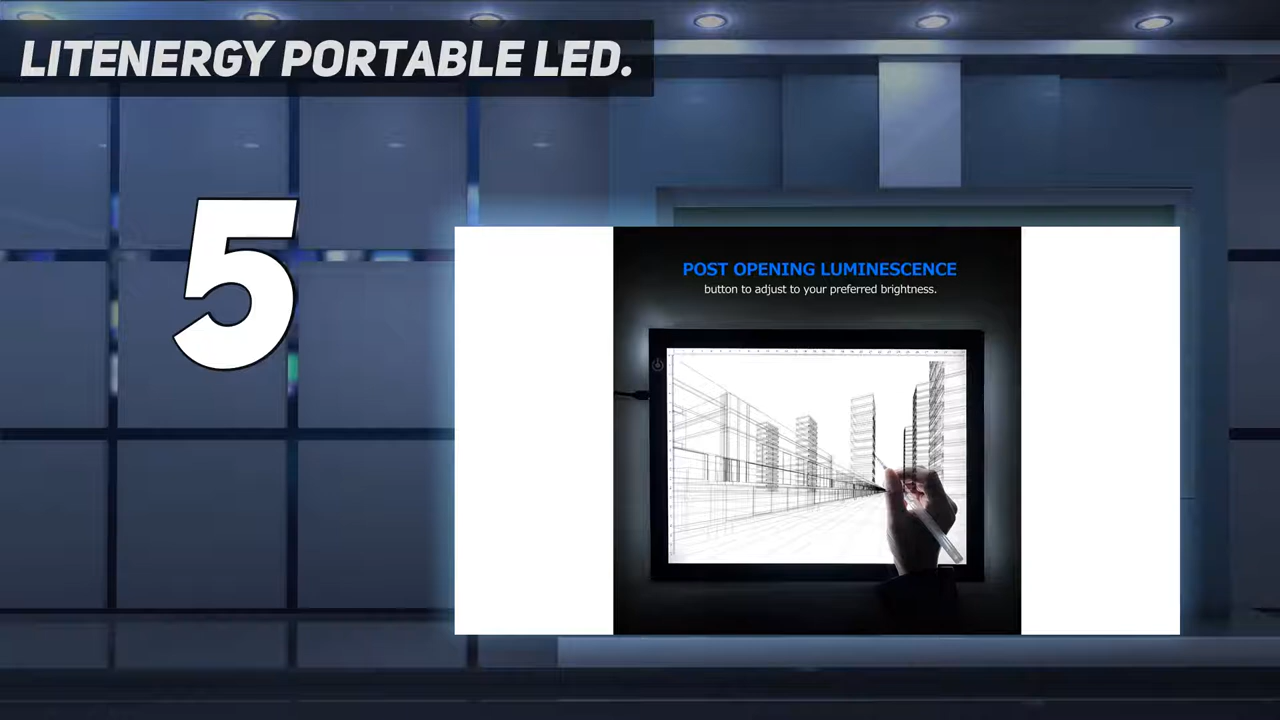 LITENERGY PORTABLE LED.
5
POST OPENING LUMINESCENCE
button to adjust to your preferred brightness.